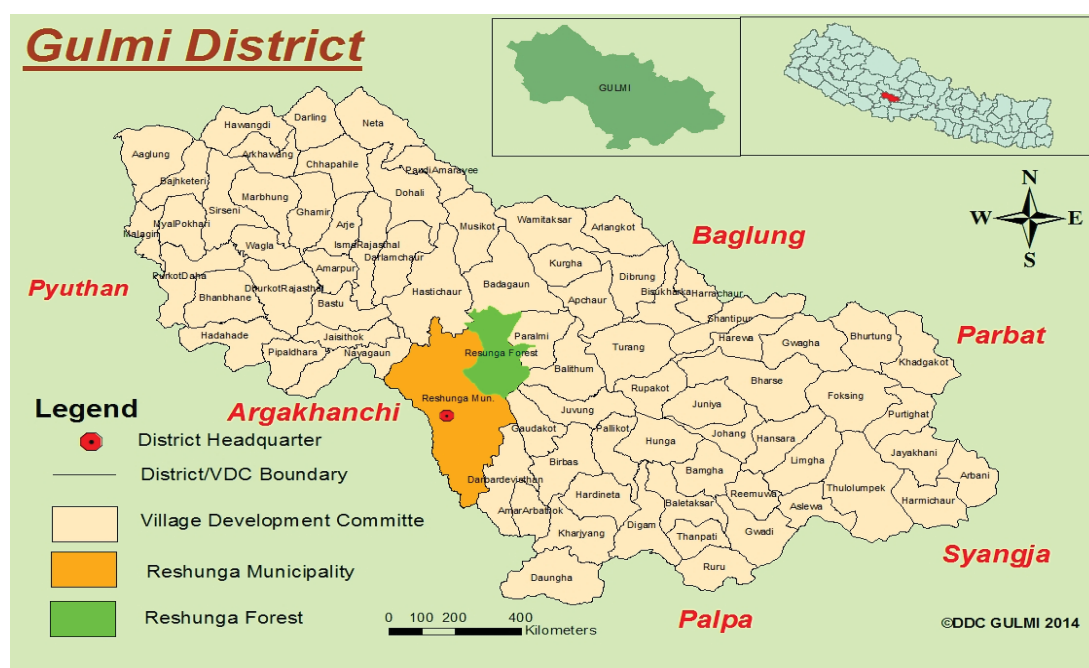 Gulmi District
GULMI
N
W E
S
Neta
Darling
Hawangdi
Arkhawang
Aaglung
Chhapahile
PandiAmarayee
Bajhketeri
Dohali
Marbhung
Sirseni
Ghamir
Wamitaksar
MyalPokhari
Arje
Musikot
Arlangkot
Malagiri
Baglung
Wagla
IsmaRajasthal
Darlamchaur
Kurgha
Amarpur
PurkotDaha
Dibrung
Pyuthan
DhurkotRajasthal
Badagaun
Bhanbhane
Hastichaur
Bisukharka
Harrachaur
Bastu
Apchaur
Shantipur
Hadahade
Jaisithok
Paralmi
Harewa
Bhurtung
Parbat
Gwagha
Pipaldhara
Nayagaun
Resunga Forest
Turang
Khadgakot
Balithum
Bharse
Rupakot
Foksing
Reshunga Mun.
Juniya
Legend
Argakhanchi
Juvung
Purtighat
District Headquarter
Gaudakot
Pallikot
Johang
Hansara
Hunga
Jayakhani
Birbas
Limgha
District/VDC Boundary
Bamgha
Arbani
Darbardevisthan
Thulolumpek
Hardineta
Reemuwa
Harmichaur
Baletaksar
Aslewa
AmarArbathok
Village Development Committe
Digam
Kharjyang
Thanpati
Gwadi
Syangja
Ruru
Reshunga Municipality
Daungha
Reshunga Forest
0 100 200 400
Kilometers
Palpa
©DDC GULMI 2014